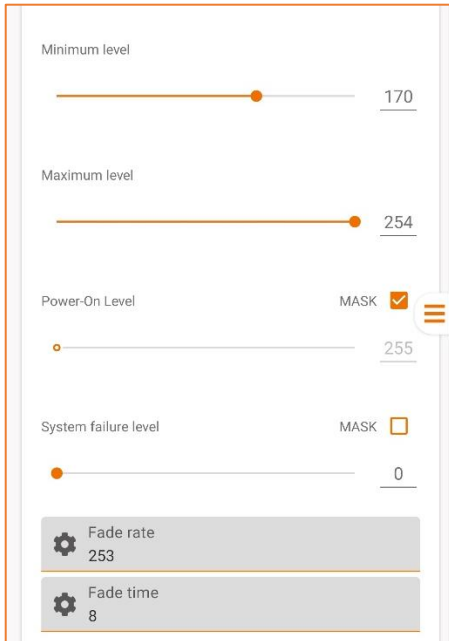 Minimum level
170
Maximum level
254
Power-On Level MASK
255
System failure level MASK
0
Fade rate
253
Fade time
8